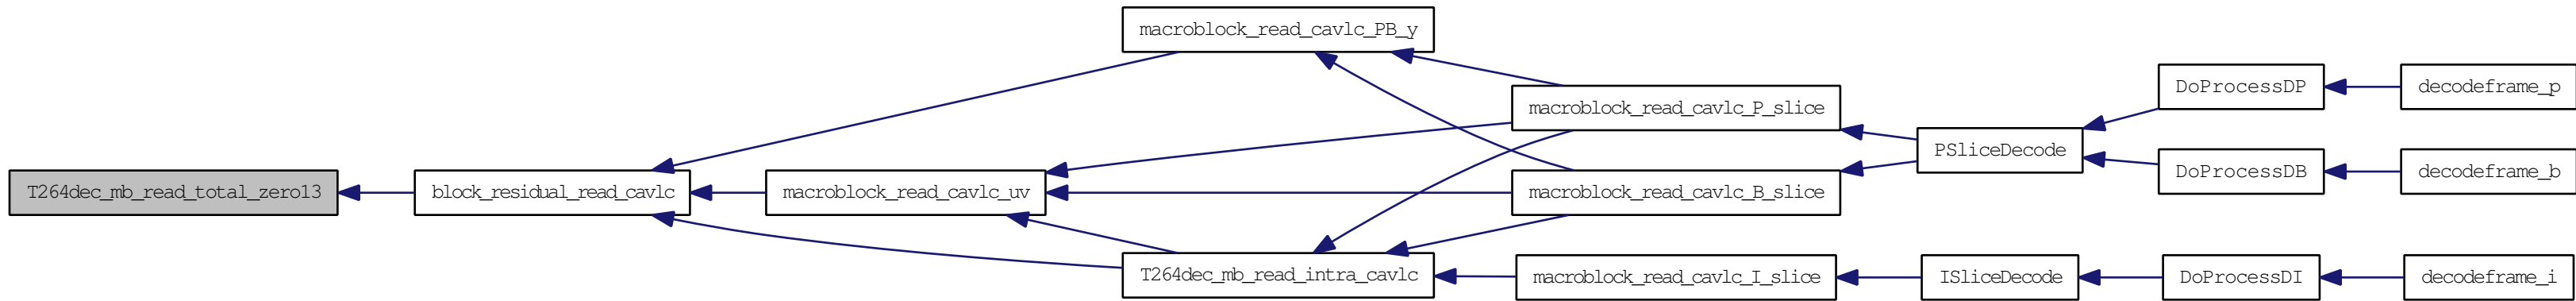 macroblock_read_cavlc_PB_y
DoProcessDP
decodeframe_p
macroblock_read_cavlc_P_slice
PSliceDecode
DoProcessDB
decodeframe_b
T264dec_mb_read_total_zero13
block_residual_read_cavlc
macroblock_read_cavlc_uv
macroblock_read_cavlc_B_slice
T264dec_mb_read_intra_cavlc
macroblock_read_cavlc_I_slice
ISliceDecode
DoProcessDI
decodeframe_i